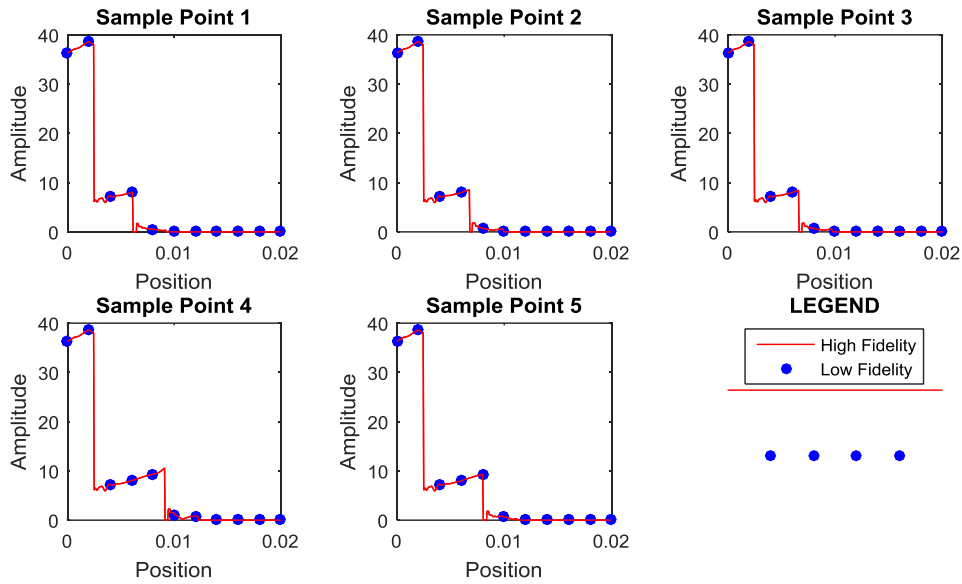 Sample Point 1
Sample Point 2
Sample Point 3
40
30
20
10
0
Amplitude
0
0.01
0.02
Position
40
30
20
10
0
Amplitude
0
0.01
0.02
Position
40
30
20
10
0
Amplitude
0
0.01
0.02
Position
Sample Point 4
Sample Point 5
LEGEND
40
30
20
10
0
Amplitude
0
0.01
0.02
Position
40
30
20
10
0
Amplitude
0
0.01
0.02
Position
High Fidelity
Low Fidelity